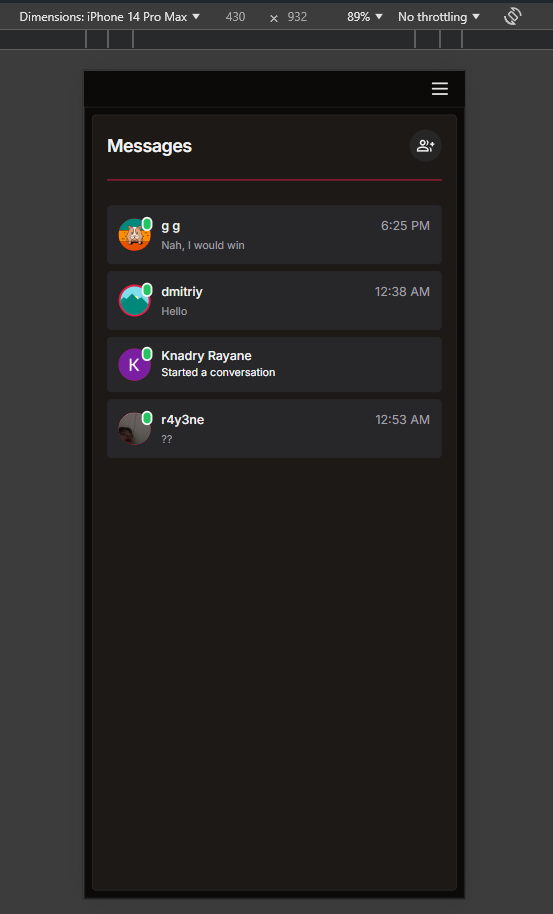 Dimensions: iPhone 14 Pro Max ▼ 430 × 932 89% ▼ No throttling ▼
Messages
g g 6:25 PM
Nah, I would win
dmitriy 12:38 AM
Hello
K
Knadry Rayane
Started a conversation
r4y3ne 12:53 AM
??